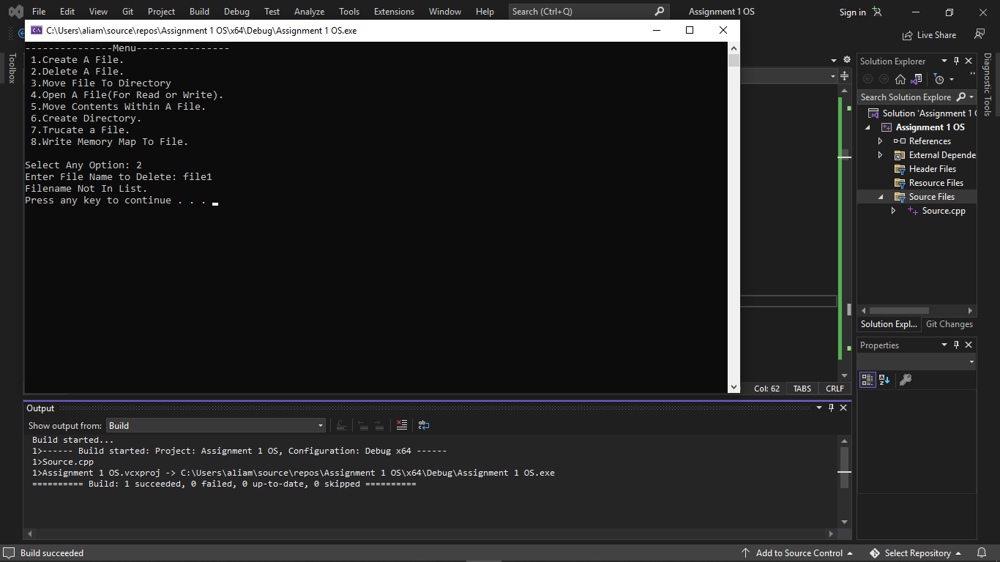 File Edit View Git Project Build Debug Test Analyze Tools Extensions Window Help Search (Ctrl+Q) Assignment 1 OS Sign in
Live Share
C:\Users\aliam\source\repos\Assignment 1 OS\x64\Debug\Assignment 1 OS.exe
Toolbox
---------------Menu----------------
1.Create A File.
2.Delete A File.
3.Move File To Directory
4.Open A File(For Read or Write).
5.Move Contents Within A File.
6.Create Directory.
7.Trucate a File.
8.Write Memory Map To File.
Select Any Option: 2
Enter File Name to Delete: file1
Filename Not In List.
Press any key to continue . . .
Col: 62 TABS CRLF
Solution Explorer
Search Solution Explore
Solution 'Assignment 1
Assignment 1 OS
References
External Depende
Header Files
Resource Files
Source Files
Source.cpp
Solution Expl... Git Changes
Properties
Diagnostic Tools
Output
Show output from: Build
Build started...
1>------ Build started: Project: Assignment 1 OS, Configuration: Debug x64 ------
1>Source.cpp
1>Assignment 1 OS.vcxproj -> C:\Users\aliam\source\repos\Assignment 1 OS\x64\Debug\Assignment 1 OS.exe
========== Build: 1 succeeded, 0 failed, 0 up-to-date, 0 skipped ==========
Build succeeded Add to Source Control Select Repository